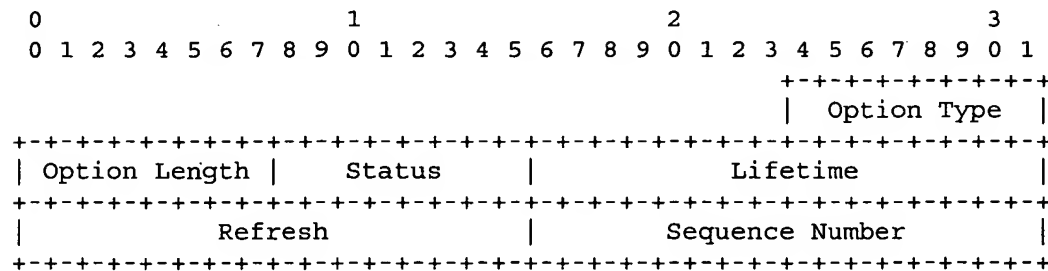 0                   1                   2                   3
0 1 2 3 4 5 6 7 8 9 0 1 2 3 4 5 6 7 8 9 0 1 2 3 4 5 6 7 8 9 0 1
+-+-+-+-+-+-+-+-+
| Option Type |
+-+-+-+-+-+-+-+-+-+-+-+-+-+-+-+-+-+-+-+-+-+-+-+-+-+-+-+-+-+-+-+-+
| Option Length | Status | Lifetime |
+-+-+-+-+-+-+-+-+-+-+-+-+-+-+-+-+-+-+-+-+-+-+-+-+-+-+-+-+-+-+-+-+
| Refresh | Sequence Number |
+-+-+-+-+-+-+-+-+-+-+-+-+-+-+-+-+-+-+-+-+-+-+-+-+-+-+-+-+-+-+-+-+